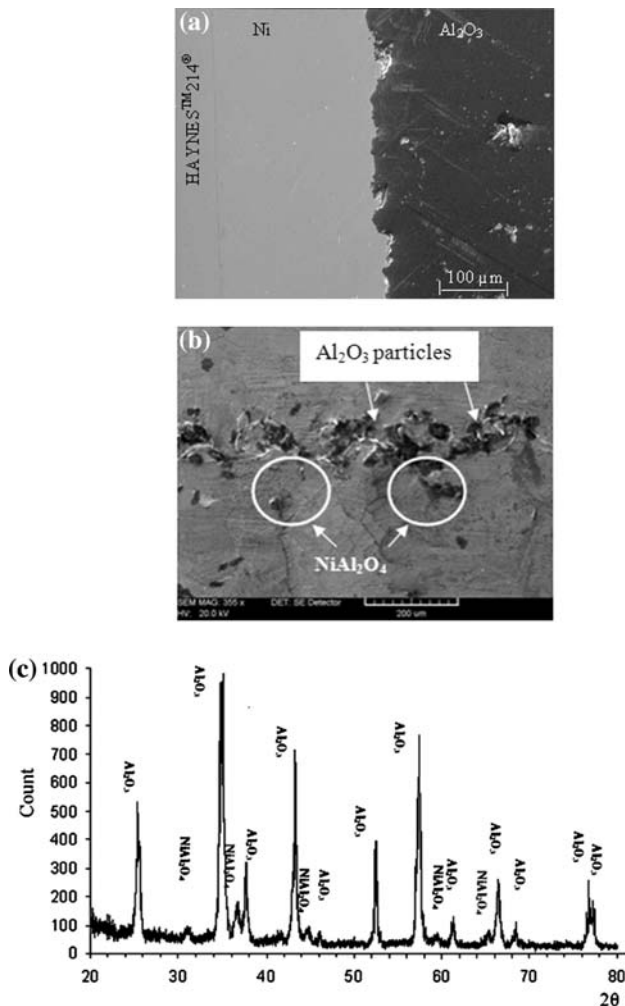 (a)
Ni
Al₂O₃
HAYNES™214®
100 μm
(b)
Al₂O₃ particles
NiAl₂O₄
SEM MAG: 355 x DET: SE Detector
HV: 20.0 kV
200 um
(c)
Count
1000
900
800
700
600
500
400
300
200
100
0
Al₂O₃
NiAl₂O₄
Al₂O₃
NiAl₂O₄
Al₂O₃
Al₂O₃
NiAl₂O₄
Al₂O₃
Al₂O₃
Al₂O₃
NiAl₂O₄
Al₂O₃
NiAl₂O₄
Al₂O₃
Al₂O₃
Al₂O₃
Al₂O₃
20 30 40 50 60 70 80
2θ